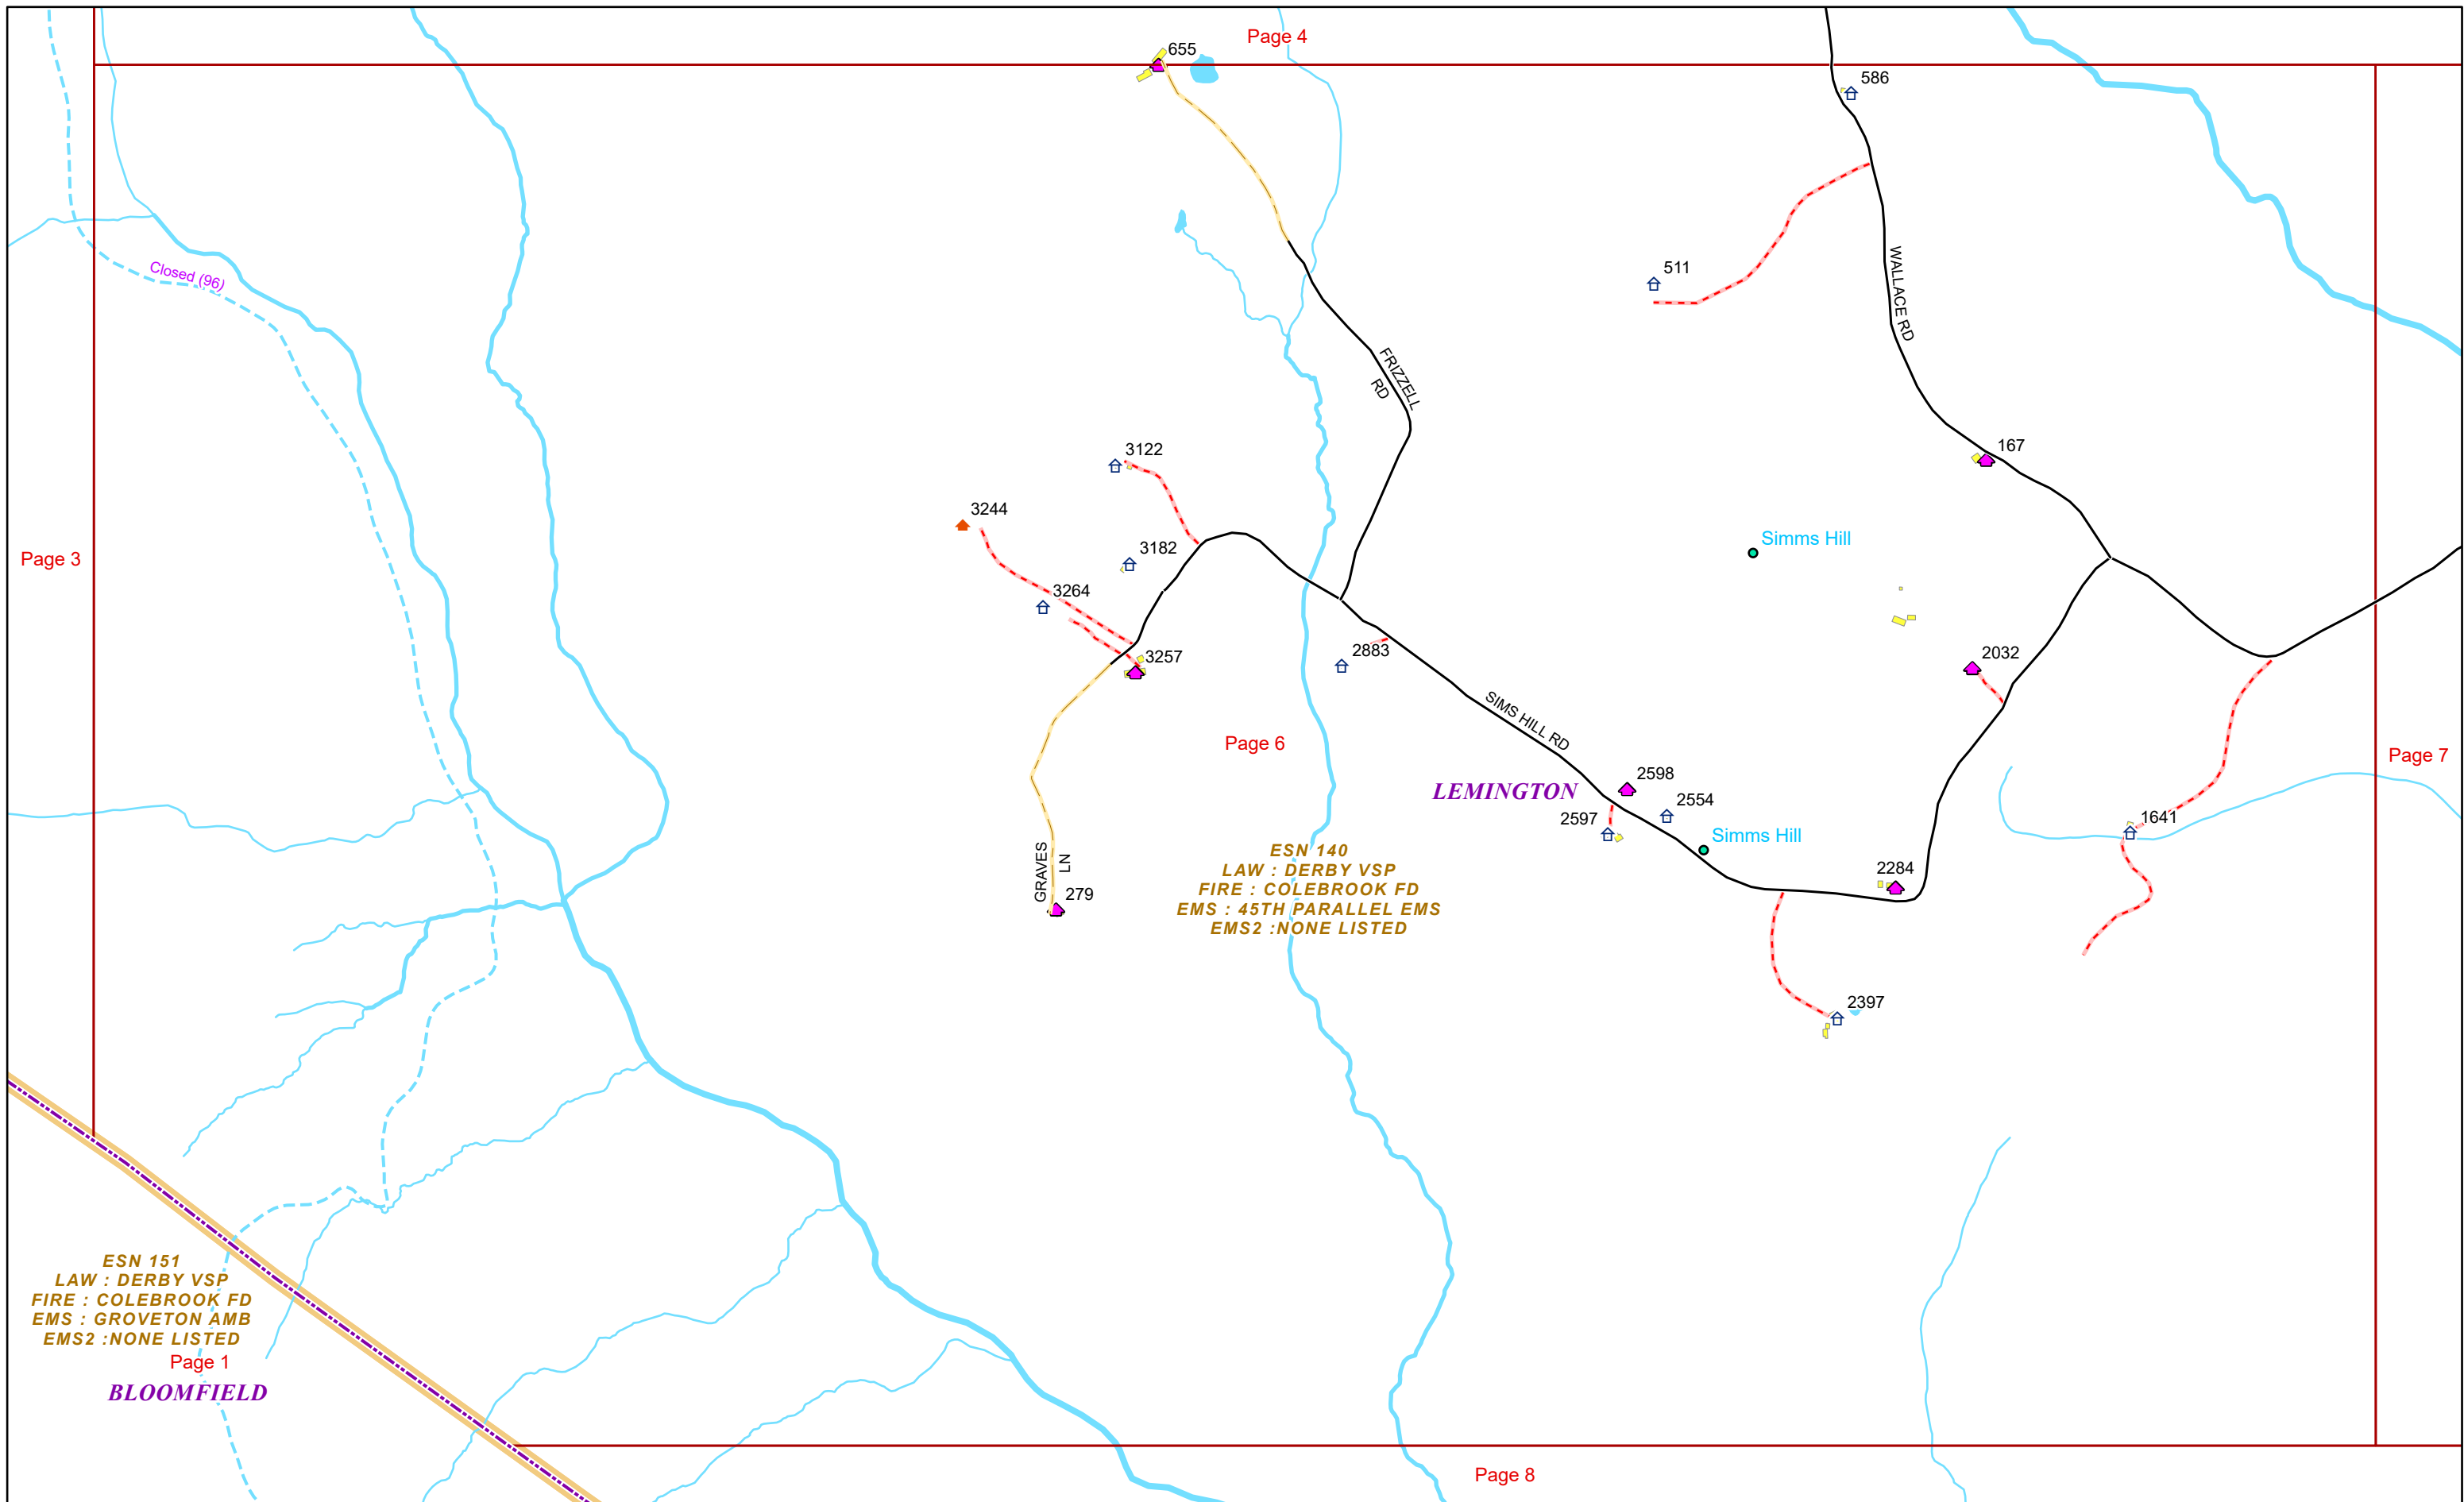 Page 4
655
586
Closed (96)
511
WALLACE RD
FRIZZELL
RD
3122
167
3244
Simms Hill
3182
Page 3
3264
2883
3257
2032
SIMS HILL RD
Page 6
Page 7
2598
LEMINGTON
2554
2597
1641
Simms Hill
ESN 140
LAW : DERBY VSP
FIRE : COLEBROOK FD
EMS : 45TH PARALLEL EMS
EMS2 :NONE LISTED
GRAVES
LN
2284
279
2397
ESN 151
LAW : DERBY VSP
FIRE : COLEBROOK FD
EMS : GROVETON AMB
EMS2 :NONE LISTED
Page 1
BLOOMFIELD
Page 8